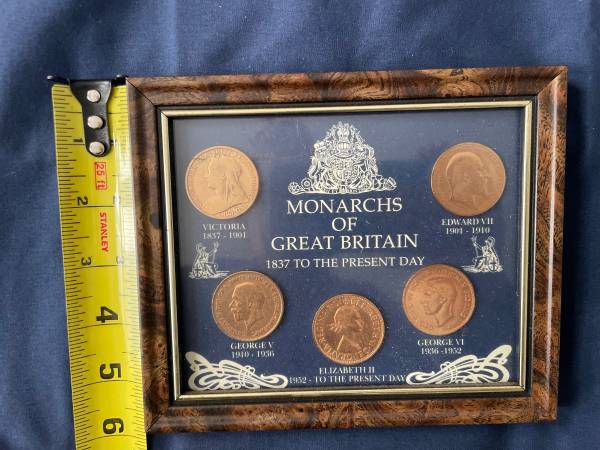 MONARCHS
OF
GREAT BRITAIN
1837 TO THE PRESENT DAY
VICTORIA
1837 - 1901
EDWARD VII
1901 - 1910
GEORGE V
1910 - 1936
ELIZABETH II
1952 - TO THE PRESENT DAY
GEORGE VI
1936 - 1952
1
25 ft
2
STANLEY
3
4
5
6